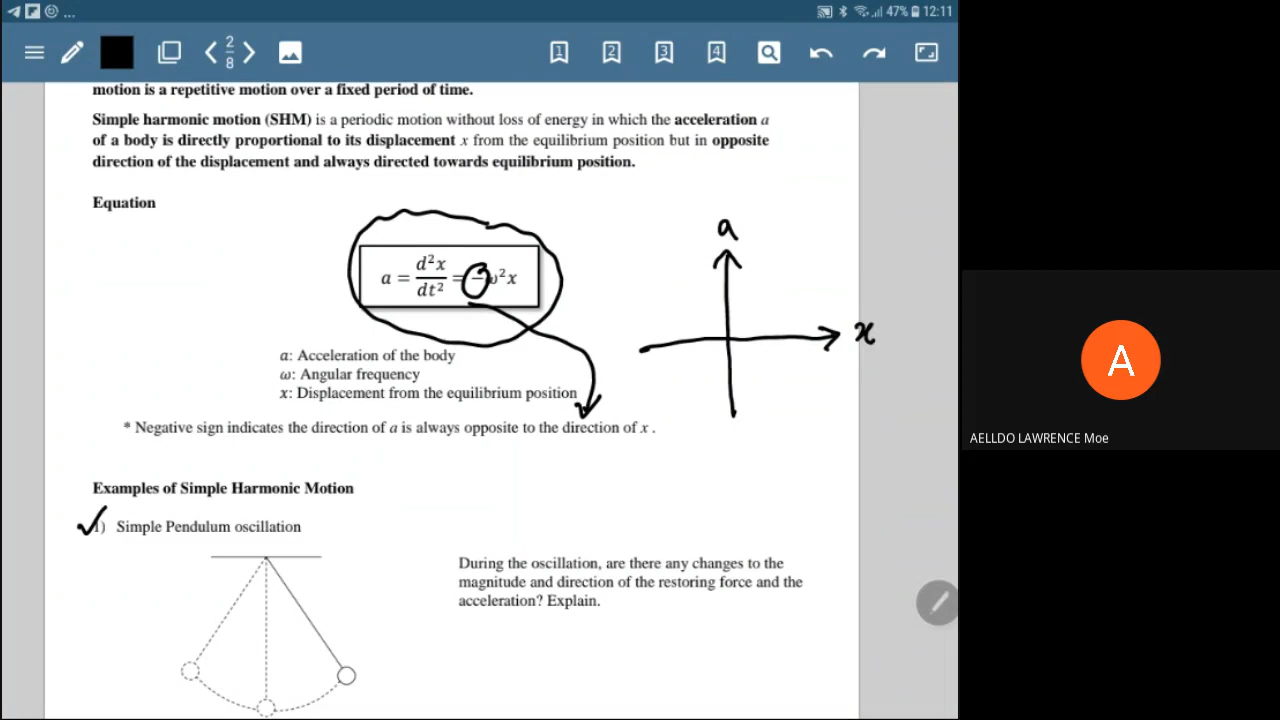 ... 47% 12:11
2
8
1 2 3 4
motion is a repetitive motion over a fixed period of time.
Simple harmonic motion (SHM) is a periodic motion without loss of energy in which the acceleration a
of a body is directly proportional to its displacement x from the equilibrium position but in opposite
direction of the displacement and always directed towards equilibrium position.
Equation
a = d²x/dt² = −ω²x
a
x
a: Acceleration of the body
ω: Angular frequency
x: Displacement from the equilibrium position
* Negative sign indicates the direction of a is always opposite to the direction of x .
Examples of Simple Harmonic Motion
1) Simple Pendulum oscillation
During the oscillation, are there any changes to the
magnitude and direction of the restoring force and the
acceleration? Explain.
A
AELLDO LAWRENCE Moe